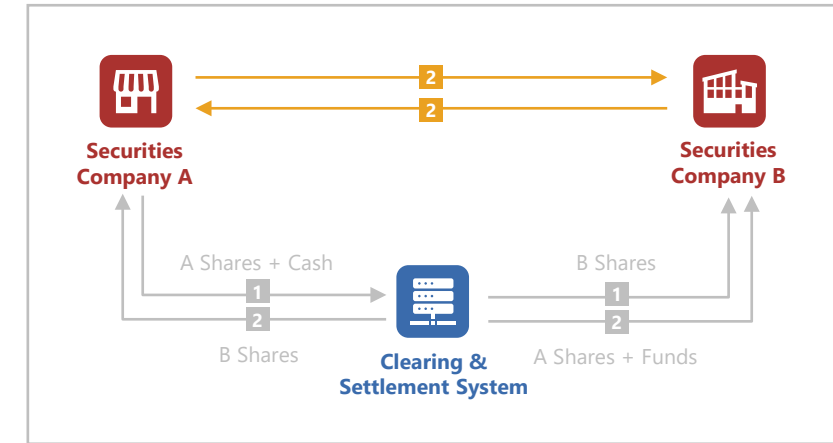 2
2
Securities
Company A
Securities
Company B
A Shares + Cash
B Shares
1
1
2
2
B Shares
A Shares + Funds
Clearing &
Settlement System